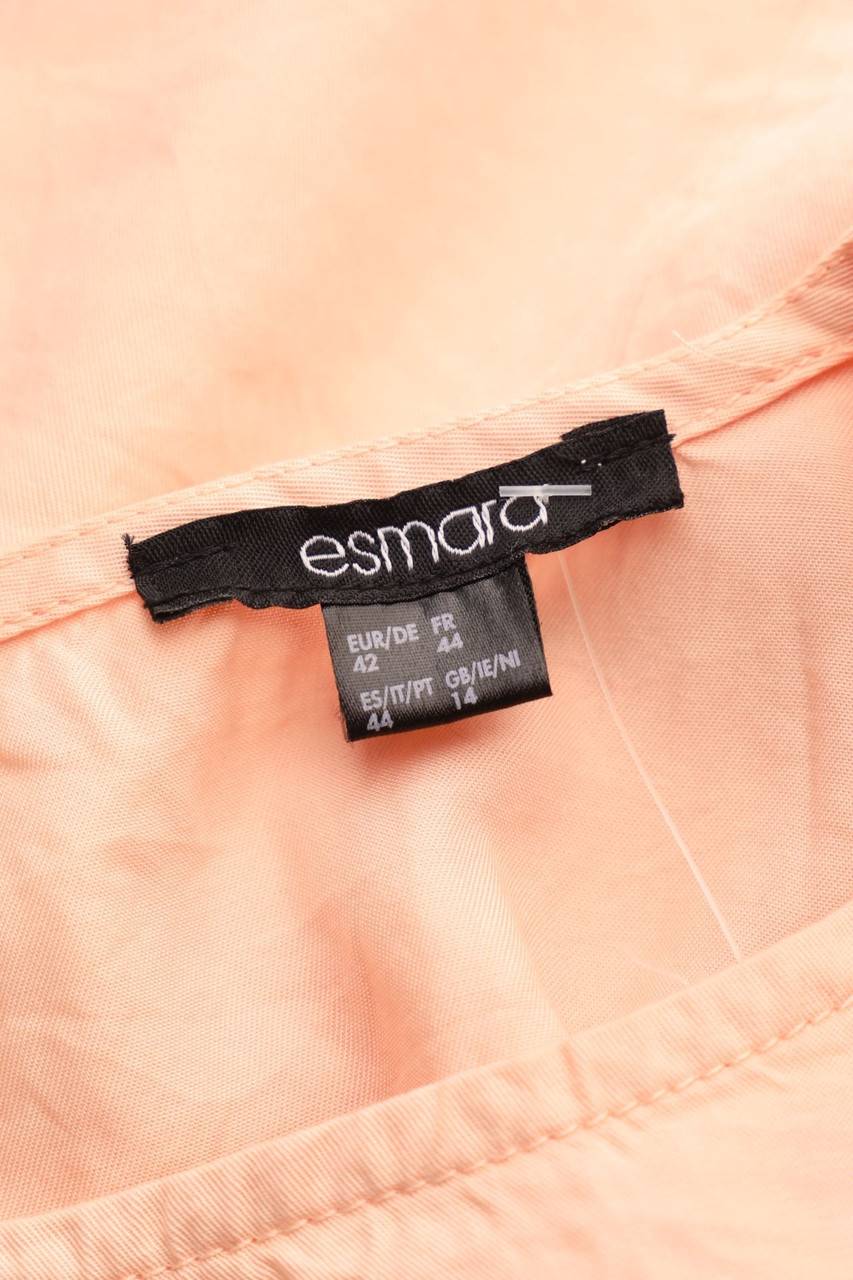 esmara
EUR/DE FR
42 44
ES/IT/PT GB/IE/NI
44 14